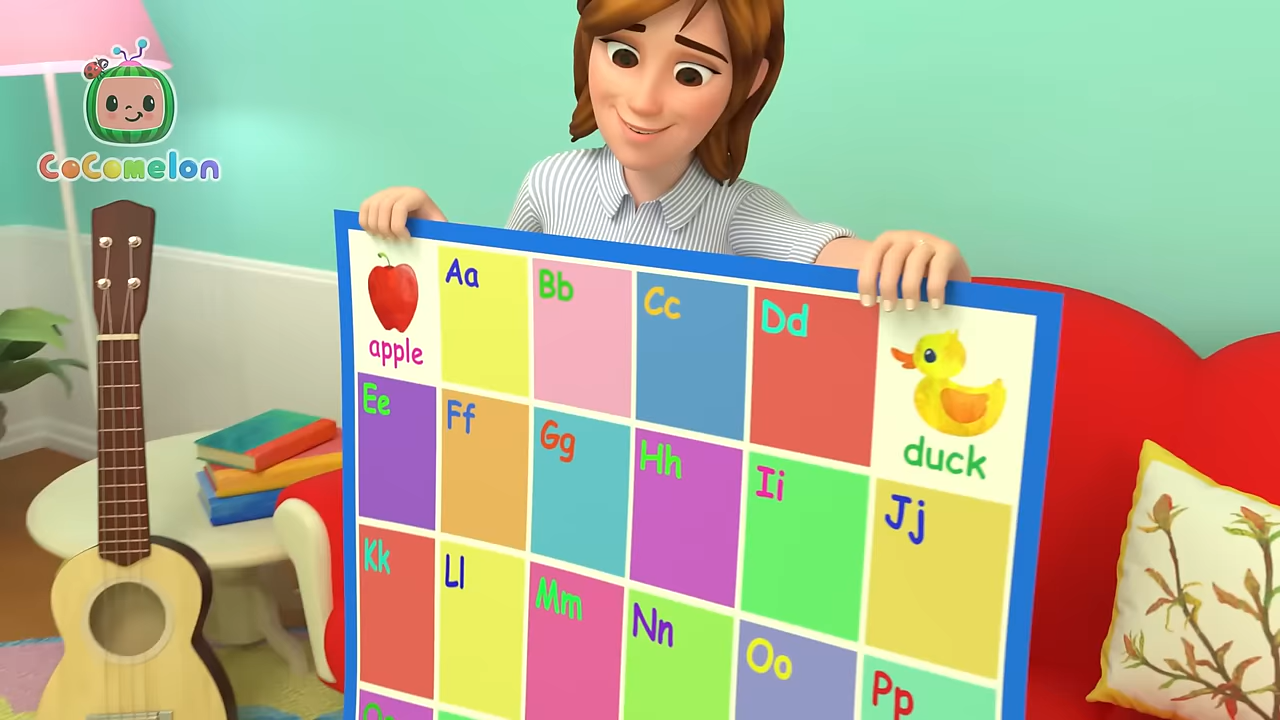 CoComelon
apple
Aa
Bb
Cc
Dd
duck
Ee
Ff
Gg
Hh
Ii
Jj
Kk
Ll
Mm
Nn
Oo
Pp